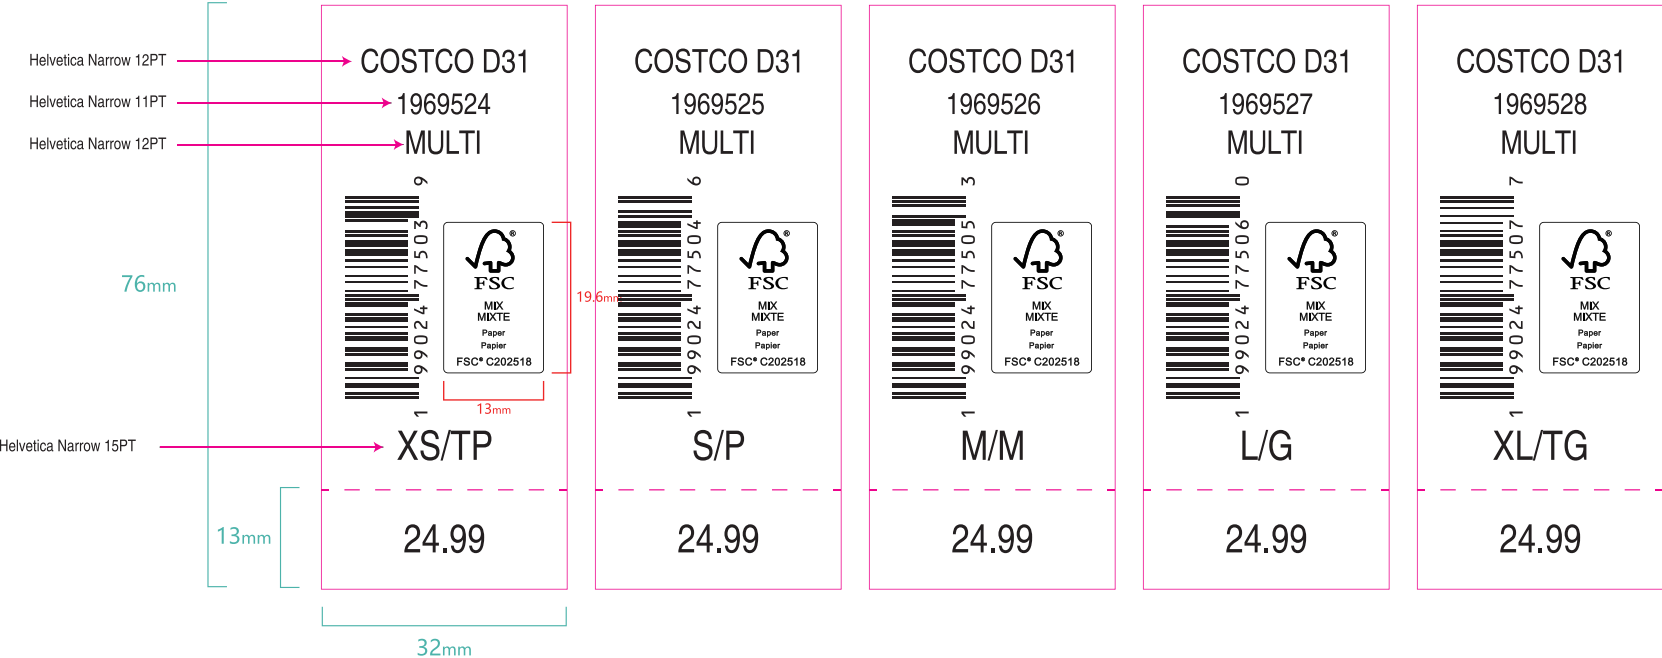 Helvetica Narrow 12PT
Helvetica Narrow 11PT
Helvetica Narrow 12PT
Helvetica Narrow 15PT
76mm
13mm
32mm
COSTCO D31
1969524
MULTI
1 99024 77503 9
FSC®
MIX
MIXTE
Paper
Papier
FSC® C202518
19.6mm
13mm
XS/TP
24.99
COSTCO D31
1969525
MULTI
1 99024 77504 6
FSC®
MIX
MIXTE
Paper
Papier
FSC® C202518
S/P
24.99
COSTCO D31
1969526
MULTI
1 99024 77505 3
FSC®
MIX
MIXTE
Paper
Papier
FSC® C202518
M/M
24.99
COSTCO D31
1969527
MULTI
1 99024 77506 0
FSC®
MIX
MIXTE
Paper
Papier
FSC® C202518
L/G
24.99
COSTCO D31
1969528
MULTI
1 99024 77507 7
FSC®
MIX
MIXTE
Paper
Papier
FSC® C202518
XL/TG
24.99